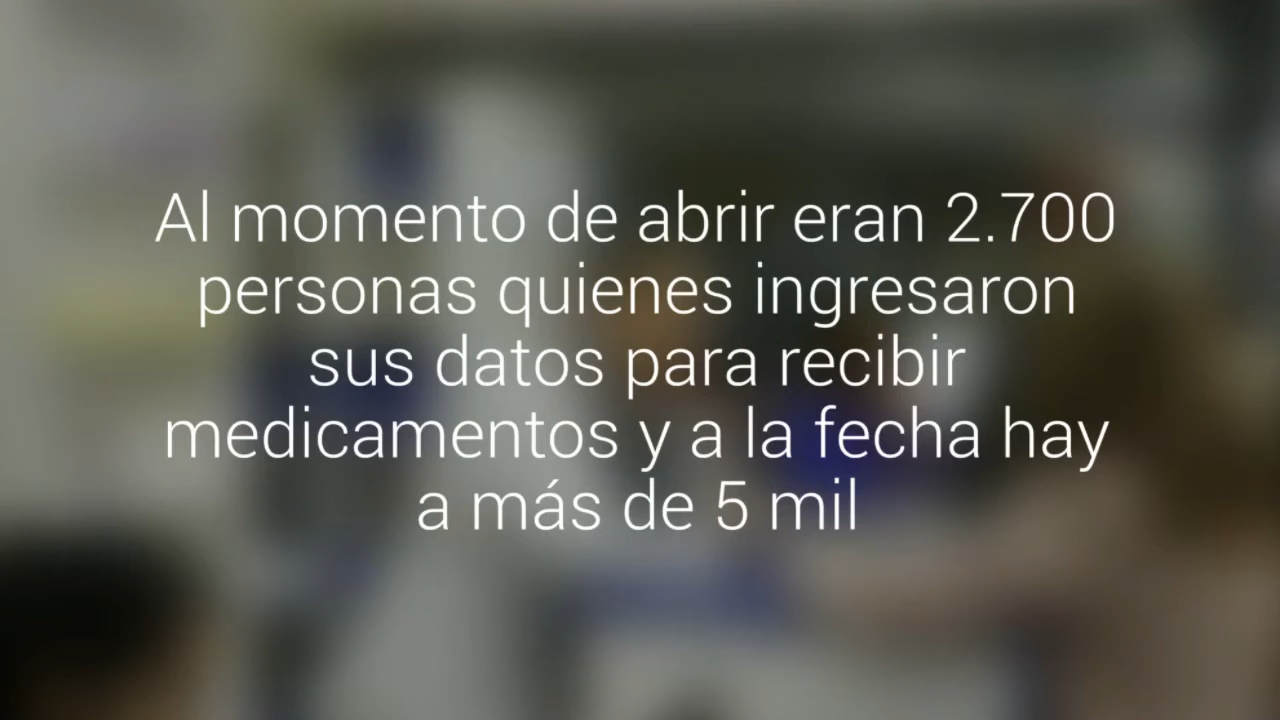 Al momento de abrir eran 2.700
personas quienes ingresaron
sus datos para recibir
medicamentos y a la fecha hay
a más de 5 mil